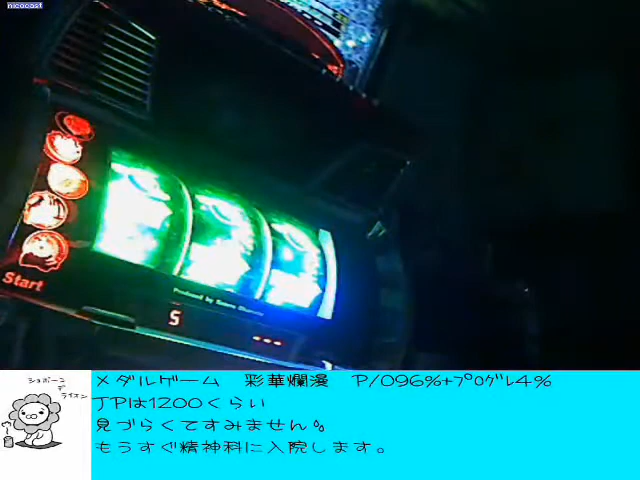 nicocast
Start
Produced by
5
ショボーン
デ
ライオン
メダルゲーム 彩華爛漫 P/O96%+プログレ4%
JPは1200くらい
見づらくてすみません。
もうすぐ精神科に入院します。